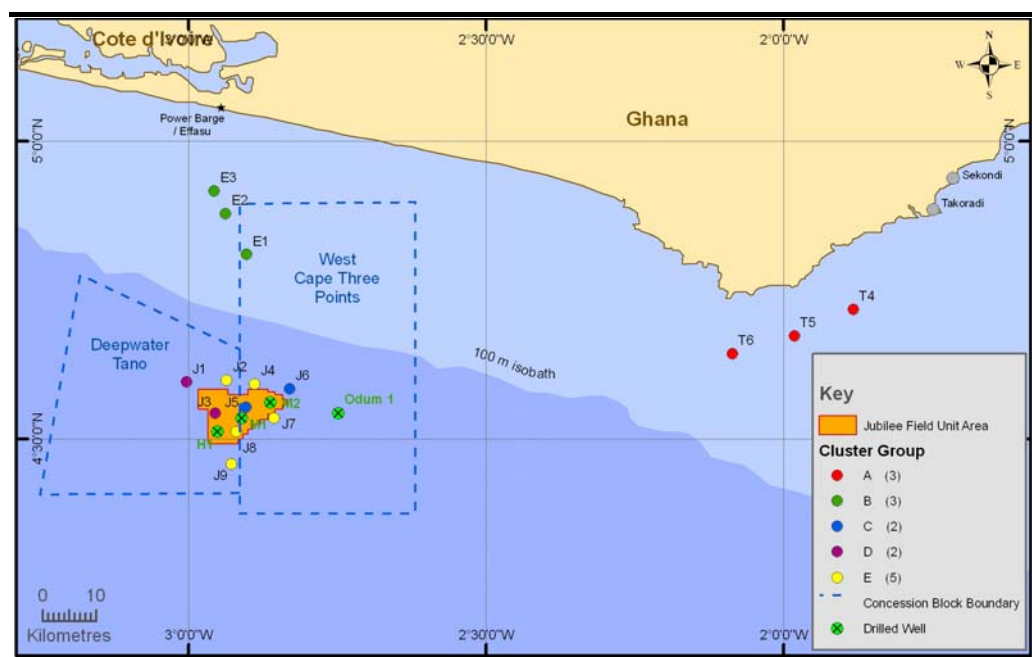 Cote d'Ivoire
3°0'0"W
2°30'0"W
2°0'0"W
N
W
E
S
Power Barge
/ Effasu
Ghana
5°0'0"N
5°0'0"N
Sekondi
Takoradi
E3
E2
E1
West
Cape Three
Points
T4
T5
T6
Deepwater
Tano
100 m isobath
J1
J2
J4
J6
J3
J5
M2
Odum 1
M1
J7
H1
J8
J9
4°30'0"N
4°30'0"N
Key
Jubilee Field Unit Area
Cluster Group
A (3)
B (3)
C (2)
D (2)
E (5)
Concession Block Boundary
Drilled Well
0 10
Kilometres
3°0'0"W
2°30'0"W
2°0'0"W